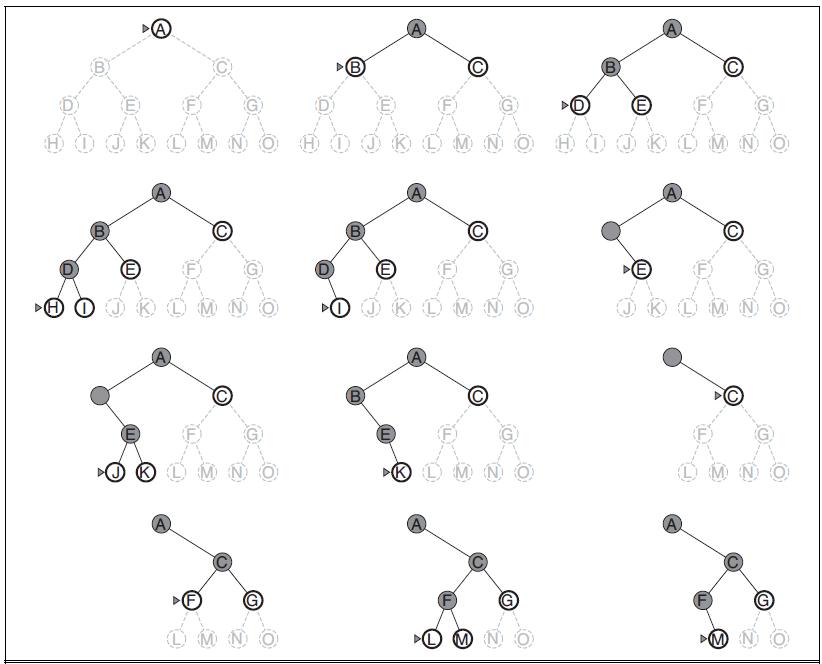 A
B C
D E F G
H I J K L M N O
A
B C
D E F G
H I J K L M N O
A
B C
D E F G
H I J K L M N O
A
B C
D E F G
H I J K L M N O
A
B C
D E F G
I J K L M N O
A
C
E F G
J K L M N O
A
C
E F G
J K L M N O
A
B C
E F G
K L M N O
C
F G
L M N O
A
C
F G
L M N O
A
C
F G
L M N O
A
C
F G
M N O